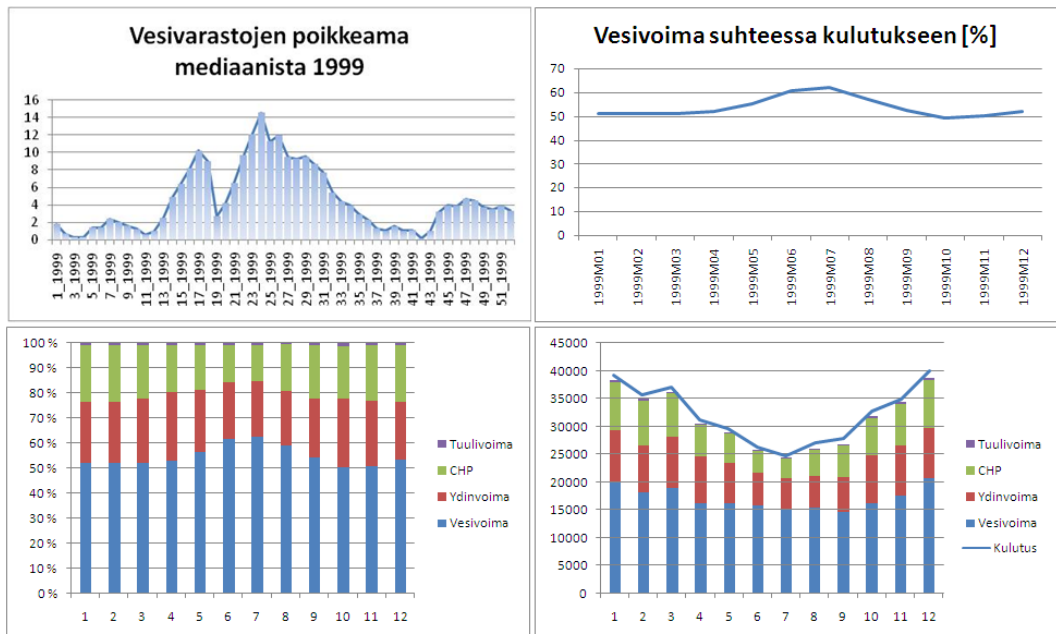 Vesivarastojen poikkeama
mediaanista 1999
16
14
12
10
8
6
4
2
0
1_1999
3_1999
5_1999
7_1999
9_1999
11_1999
13_1999
15_1999
17_1999
19_1999
21_1999
23_1999
25_1999
27_1999
29_1999
31_1999
33_1999
35_1999
37_1999
39_1999
41_1999
43_1999
45_1999
47_1999
49_1999
51_1999
Vesivoima suhteessa kulutukseen [%]
70
60
50
40
30
20
10
0
1999M01
1999M02
1999M03
1999M04
1999M05
1999M06
1999M07
1999M08
1999M09
1999M10
1999M11
1999M12
100 %
90 %
80 %
70 %
60 %
50 %
40 %
30 %
20 %
10 %
0 %
1 2 3 4 5 6 7 8 9 10 11 12
Tuulivoima
CHP
Ydinvoima
Vesivoima
45000
40000
35000
30000
25000
20000
15000
10000
5000
0
1 2 3 4 5 6 7 8 9 10 11 12
Tuulivoima
CHP
Ydinvoima
Vesivoima
Kulutus